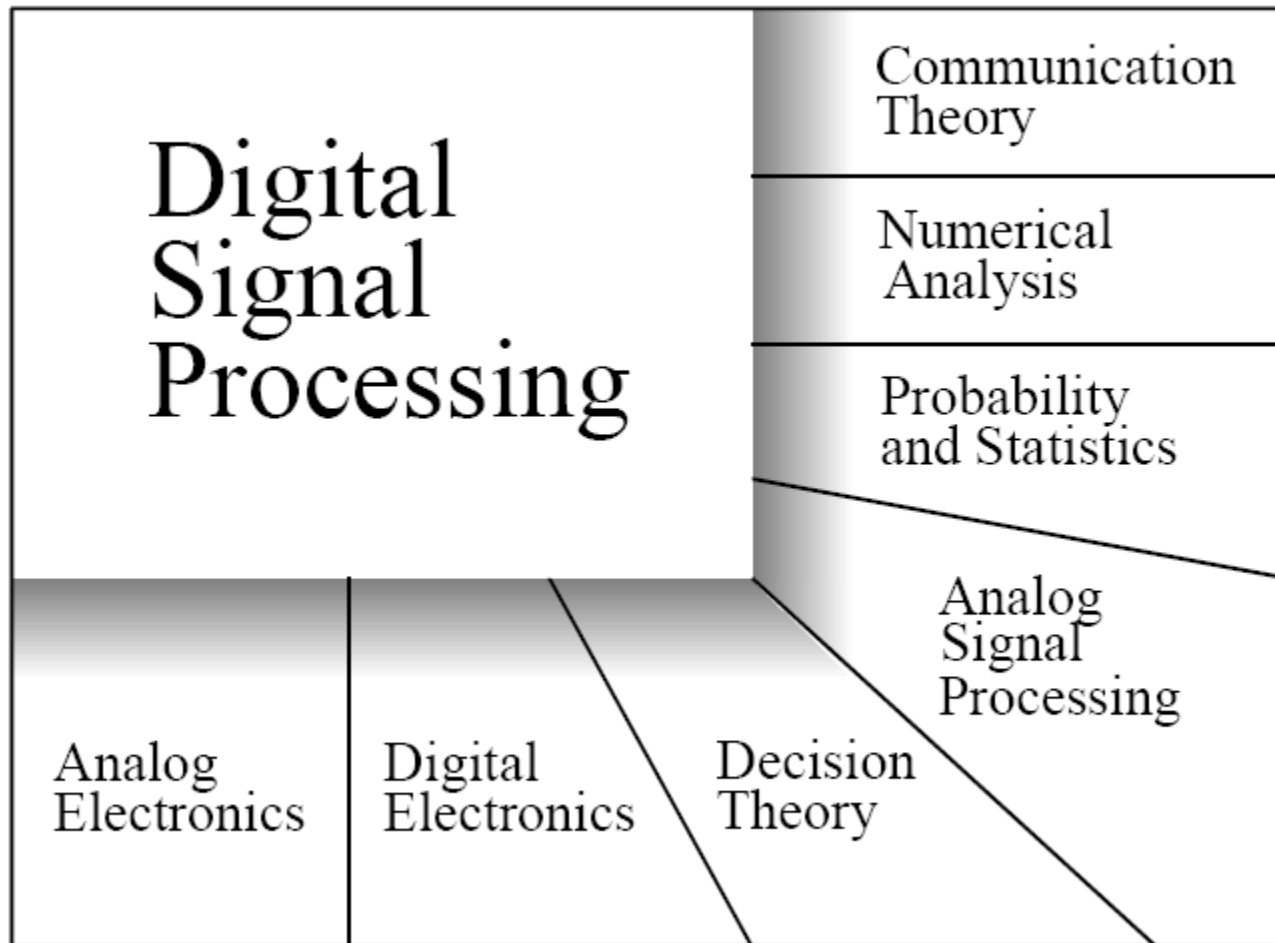 Digital
Signal
Processing
Communication
Theory
Numerical
Analysis
Probability
and Statistics
Analog
Signal
Processing
Decision
Theory
Digital
Electronics
Analog
Electronics